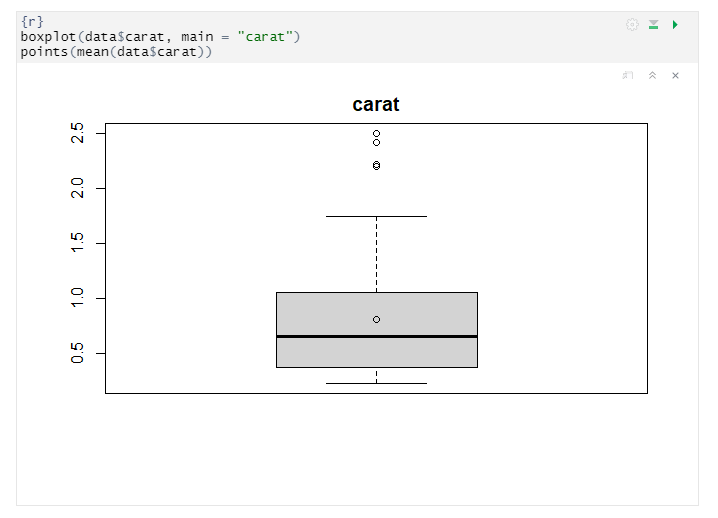 {r}
boxplot(data$carat, main = "carat")
points(mean(data$carat))
carat
2.5
2.0
1.5
1.0
0.5